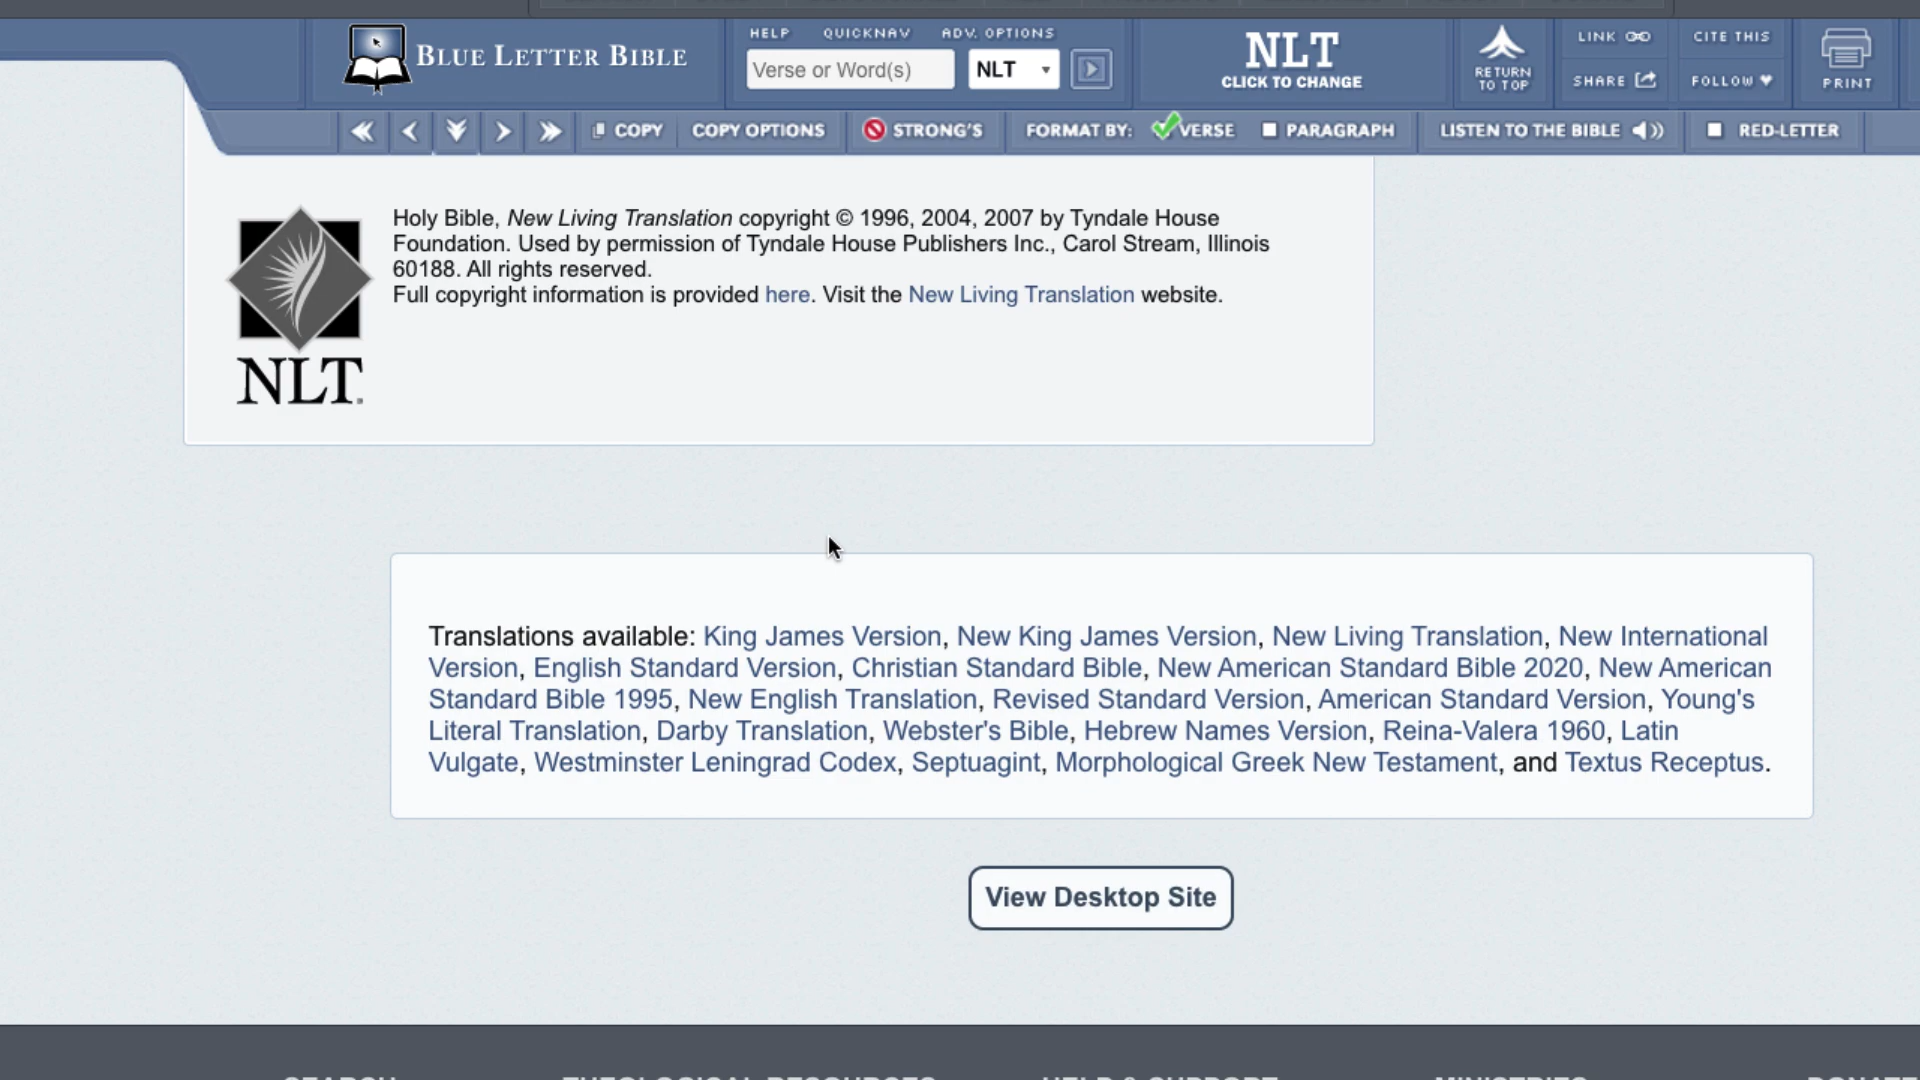 BLUE LETTER BIBLE
HELP QUICKNAV ADV. OPTIONS
Verse or Word(s) NLT
NLT
CLICK TO CHANGE
RETURN
TO TOP
LINK
SHARE
CITE THIS
FOLLOW
PRINT
COPY COPY OPTIONS STRONG'S FORMAT BY: VERSE PARAGRAPH LISTEN TO THE BIBLE RED-LETTER
Holy Bible, New Living Translation copyright © 1996, 2004, 2007 by Tyndale House
Foundation. Used by permission of Tyndale House Publishers Inc., Carol Stream, Illinois
60188. All rights reserved.
Full copyright information is provided here. Visit the New Living Translation website.
NLT.
Translations available: King James Version, New King James Version, New Living Translation, New International
Version, English Standard Version, Christian Standard Bible, New American Standard Bible 2020, New American
Standard Bible 1995, New English Translation, Revised Standard Version, American Standard Version, Young's
Literal Translation, Darby Translation, Webster's Bible, Hebrew Names Version, Reina-Valera 1960, Latin
Vulgate, Westminster Leningrad Codex, Septuagint, Morphological Greek New Testament, and Textus Receptus.
View Desktop Site
SEARCH THEOLOGICAL RESOURCES HELP & SUPPORT MINISTRIES DONATE